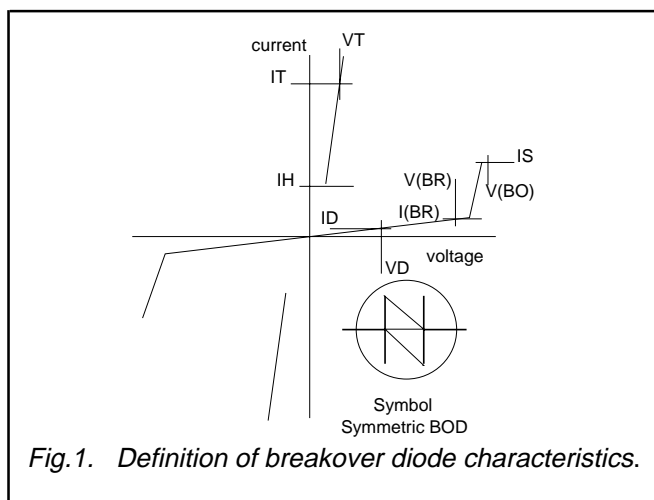 VT
current
IT
IS
IH
V(BR)
V(BO)
ID
I(BR)
voltage
VD
Symbol
Symmetric BOD
Fig.1. Definition of breakover diode characteristics.